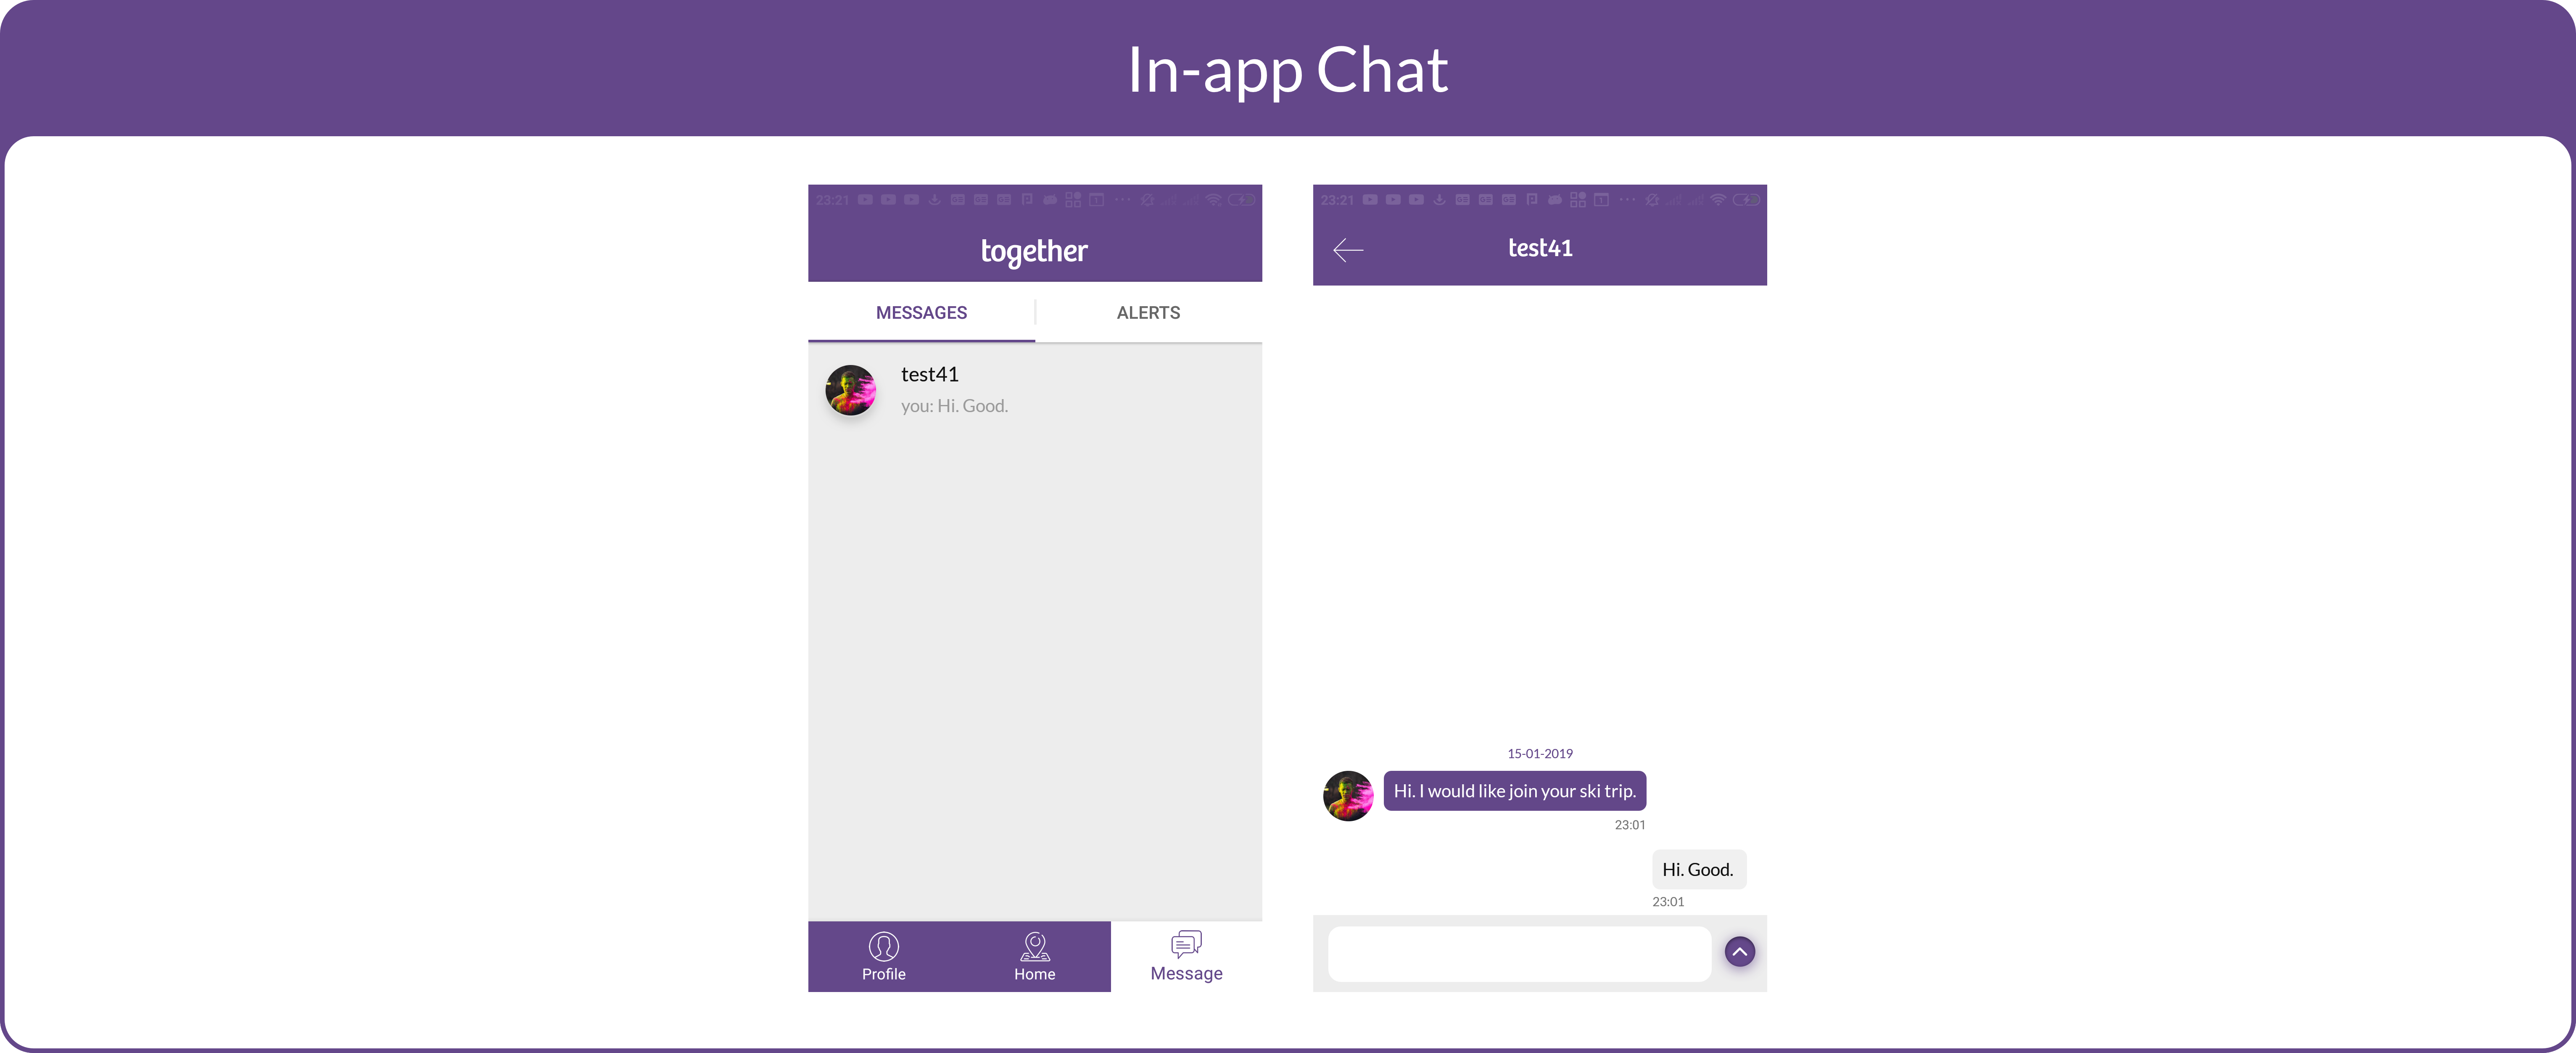 In-app Chat
23:21
together
MESSAGES
ALERTS
test41
you: Hi. Good.
Profile
Home
Message
23:21
test41
15-01-2019
Hi. I would like join your ski trip.
23:01
Hi. Good.
23:01